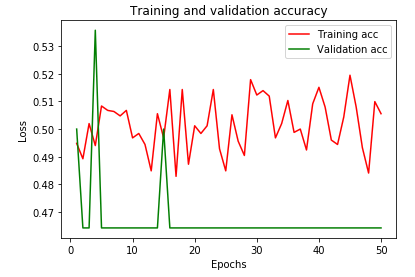 Training and validation accuracy
Training acc
Validation acc
0.53
0.52
0.51
0.50
0.49
0.48
0.47
Loss
0
10
20
30
40
50
Epochs